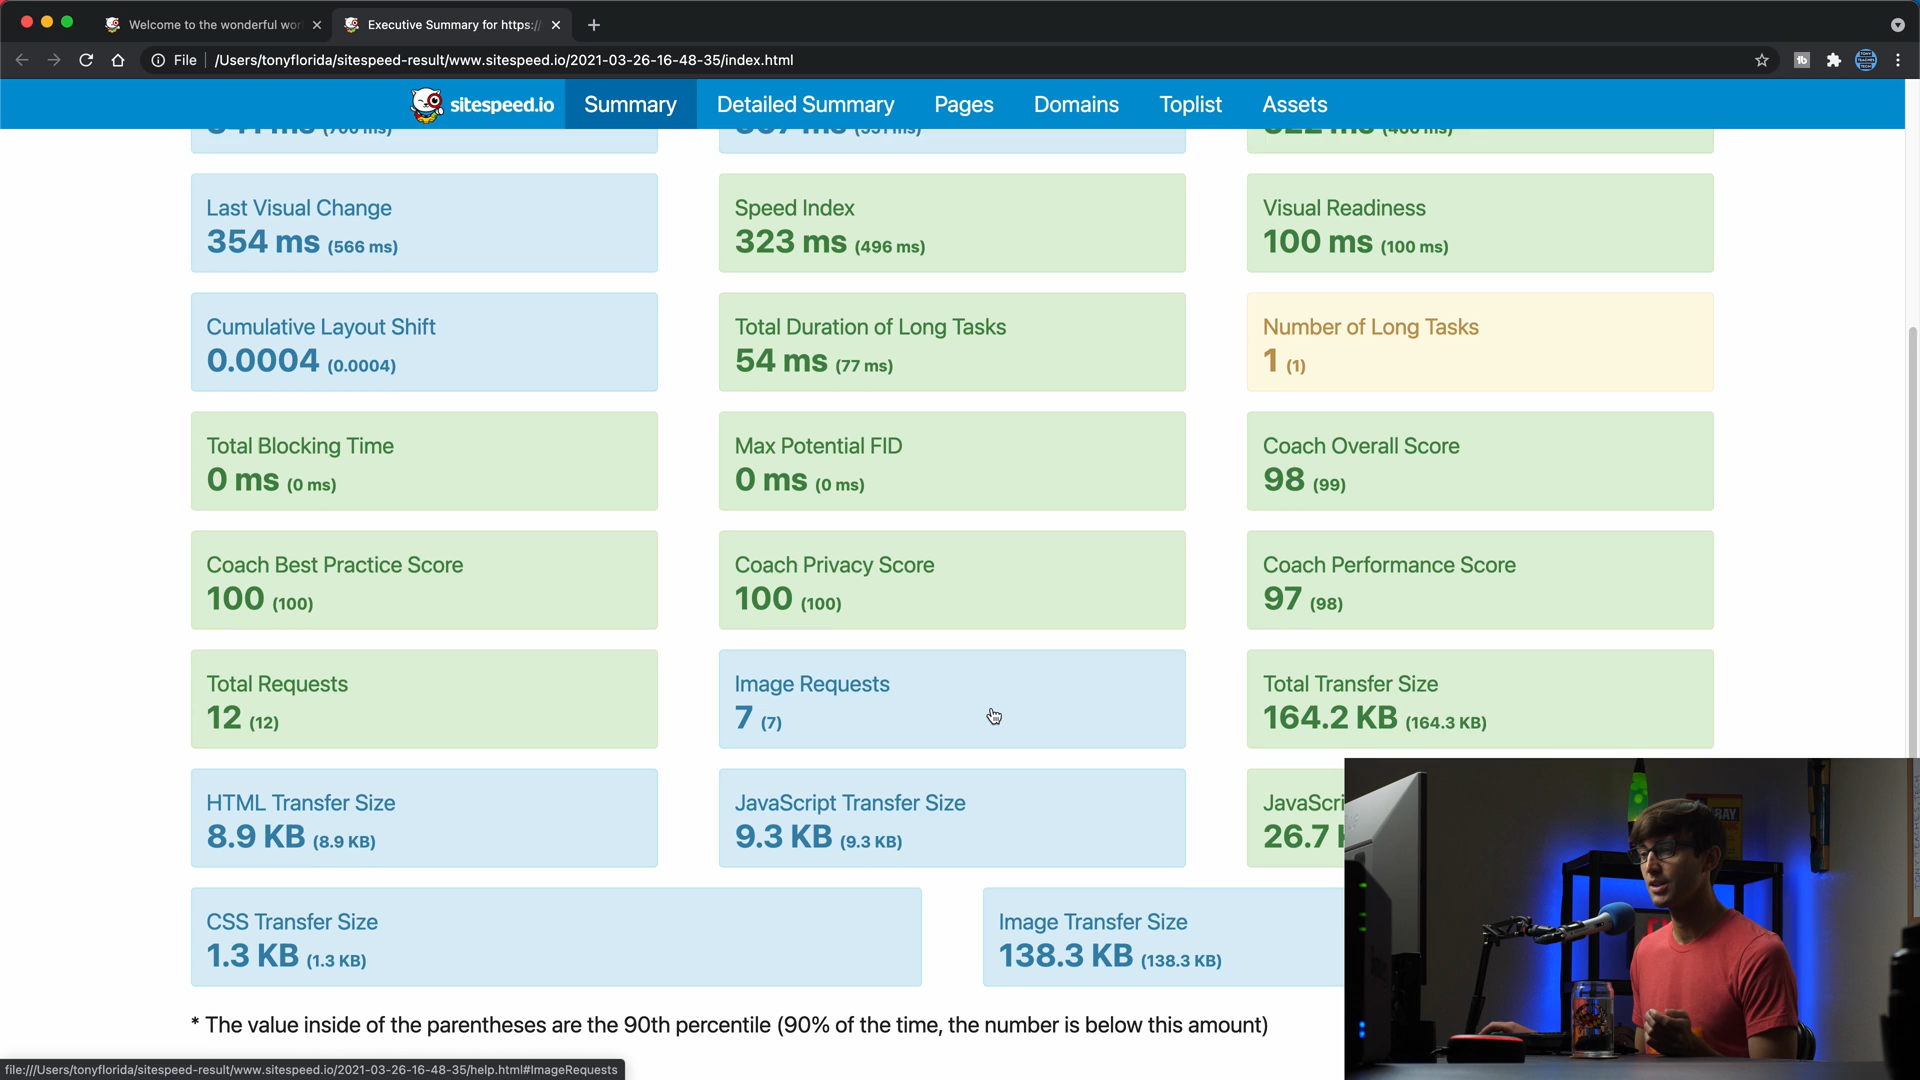 Welcome to the wonderful wor
Executive Summary for https://
File
/Users/tonyflorida/sitespeed-result/www.sitespeed.io/2021-03-26-16-48-35/index.html
sitespeed.io
Summary
Detailed Summary
Pages
Domains
Toplist
Assets
Last Visual Change
354 ms (566 ms)
Speed Index
323 ms (496 ms)
Visual Readiness
100 ms (100 ms)
Cumulative Layout Shift
0.0004 (0.0004)
Total Duration of Long Tasks
54 ms (77 ms)
Number of Long Tasks
1 (1)
Total Blocking Time
0 ms (0 ms)
Max Potential FID
0 ms (0 ms)
Coach Overall Score
98 (99)
Coach Best Practice Score
100 (100)
Coach Privacy Score
100 (100)
Coach Performance Score
97 (98)
Total Requests
12 (12)
Image Requests
7 (7)
Total Transfer Size
164.2 KB (164.3 KB)
HTML Transfer Size
8.9 KB (8.9 KB)
JavaScript Transfer Size
9.3 KB (9.3 KB)
JavaScri
26.7
CSS Transfer Size
1.3 KB (1.3 KB)
Image Transfer Size
138.3 KB (138.3 KB)
* The value inside of the parentheses are the 90th percentile (90% of the time, the number is below this amount)
file:///Users/tonyflorida/sitespeed-result/www.sitespeed.io/2021-03-26-16-48-35/help.html#ImageRequests